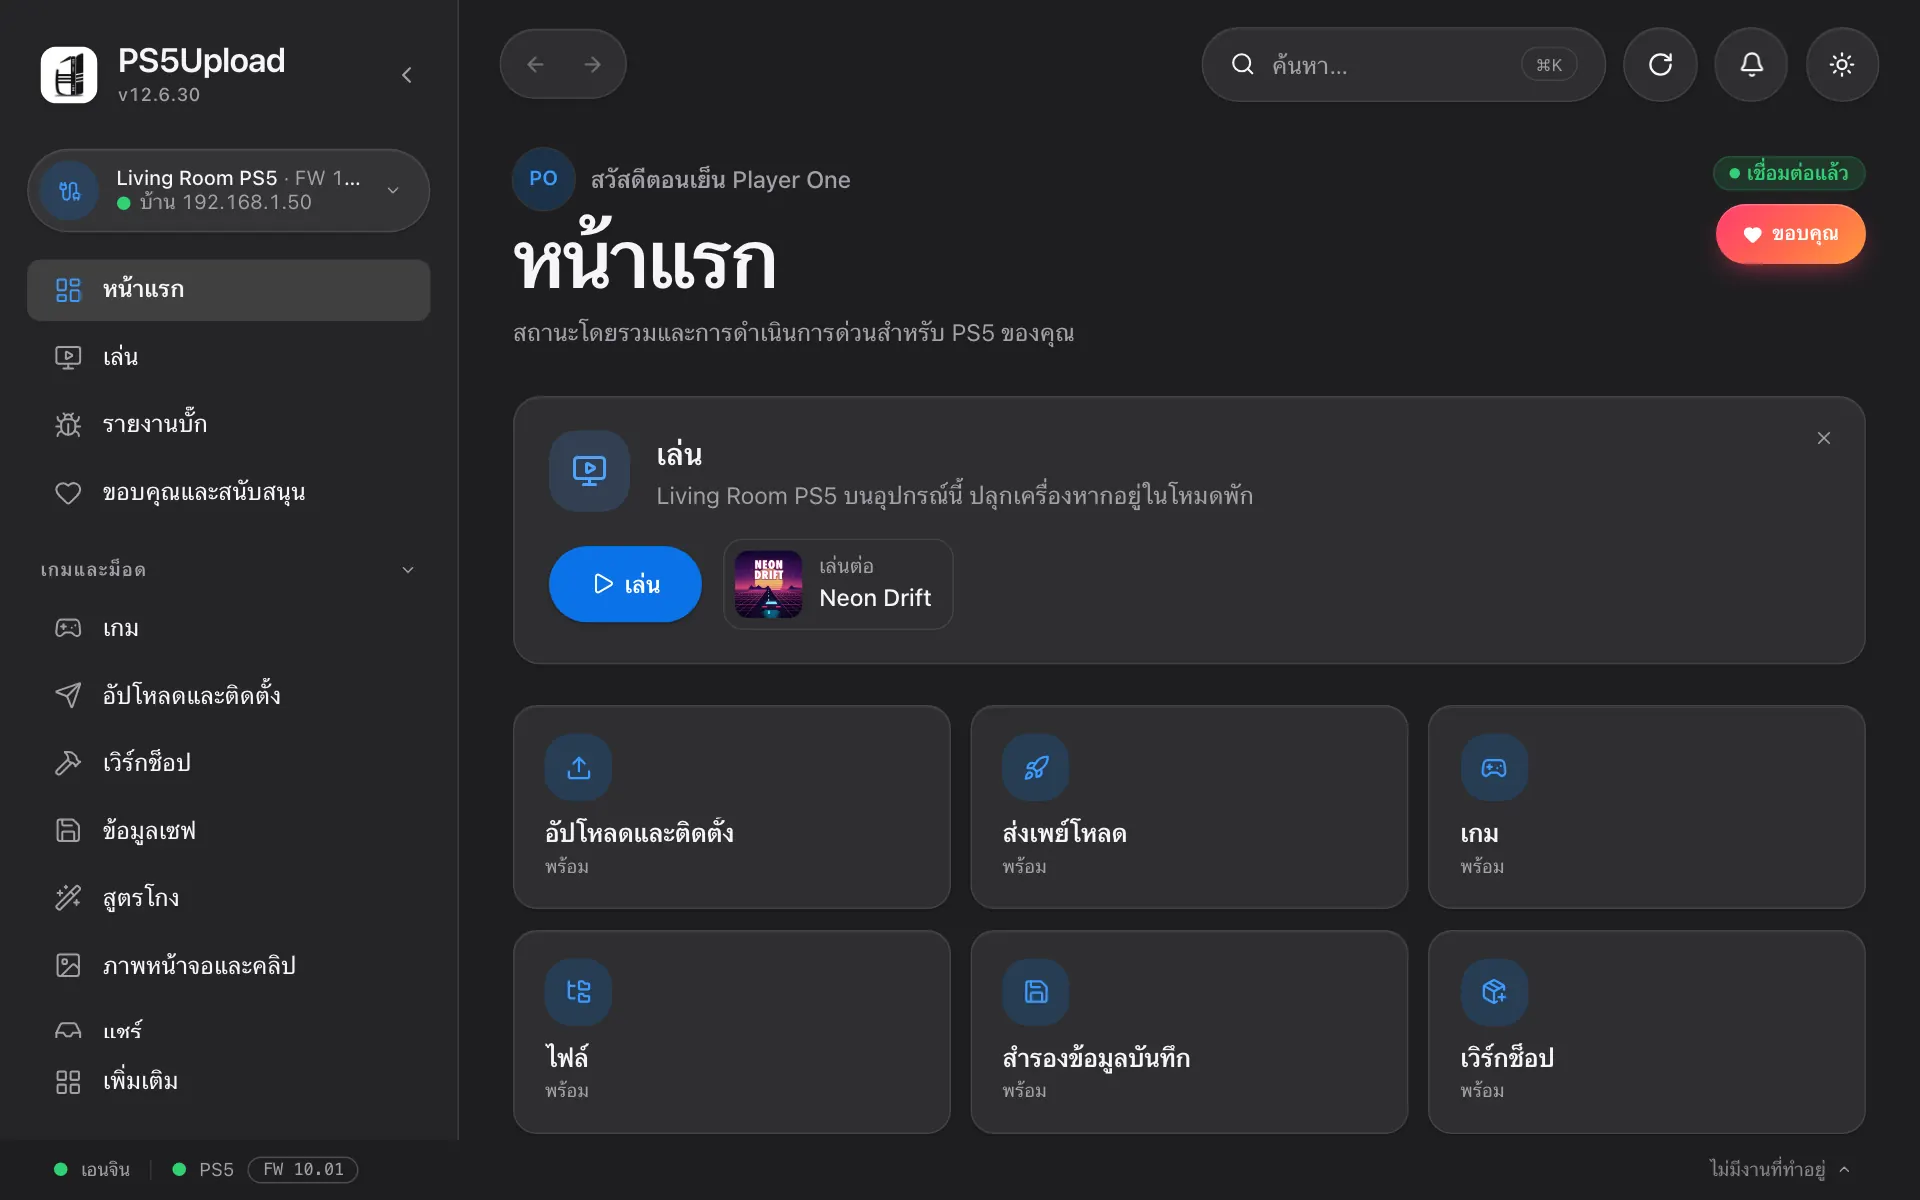 PS5Upload
v12.6.30
Living Room PS5 · FW 1...
บ้าน 192.168.1.50
หน้าแรก
เล่น
รายงานบั๊ก
ขอบคุณและสนับสนุน
เกมและม็อด
เกม
อัปโหลดและติดตั้ง
เวิร์กช็อป
ข้อมูลเซฟ
สูตรโกง
ภาพหน้าจอและคลิป
แชร์
เพิ่มเติม
ค้นหา...
⌘K
PO
สวัสดีตอนเย็น Player One
หน้าแรก
สถานะโดยรวมและการดำเนินการด่วนสำหรับ PS5 ของคุณ
เชื่อมต่อแล้ว
ขอบคุณ
เล่น
Living Room PS5 บนอุปกรณ์นี้ ปลุกเครื่องหากอยู่ในโหมดพัก
เล่น
NEON
DRIFT
เล่นต่อ
Neon Drift
อัปโหลดและติดตั้ง
พร้อม
ส่งเพย์โหลด
พร้อม
เกม
พร้อม
ไฟล์
พร้อม
สำรองข้อมูลบันทึก
พร้อม
เวิร์กช็อป
พร้อม
เอนจิน
PS5
FW 10.01
ไม่มีงานที่ทำอยู่